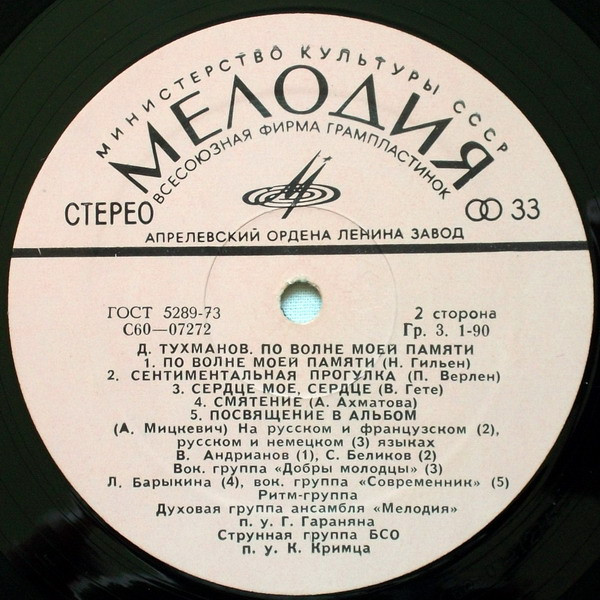 МИНИСТЕРСТВО КУЛЬТУРЫ СССР
МЕЛОДИЯ
ВСЕСОЮЗНАЯ ФИРМА ГРАМПЛАСТИНОК
СТЕРЕО
33
АПРЕЛЕВСКИЙ ОРДЕНА ЛЕНИНА ЗАВОД
ГОСТ 5289-73
2 сторона
С60—07272
Гр. 3. 1-90
Д. ТУХМАНОВ. ПО ВОЛНЕ МОЕЙ ПАМЯТИ
1. ПО ВОЛНЕ МОЕЙ ПАМЯТИ (Н. Гильен)
2. СЕНТИМЕНТАЛЬНАЯ ПРОГУЛКА (П. Верлен)
3. СЕРДЦЕ МОЕ, СЕРДЦЕ (В. Гете)
4. СМЯТЕНИЕ (А. Ахматова)
5. ПОСВЯЩЕНИЕ В АЛЬБОМ
(А. Мицкевич) На русском и французском (2),
русском и немецком (3) языках
В. Андрианов (1), С. Беликов (2)
Вок. группа «Добры молодцы» (3)
Л. Барыкина (4), вок. группа «Современник» (5)
Ритм-группа
Духовая группа ансамбля «Мелодия»
п. у. Г. Гараняна
Струнная группа БСО
п. у. К. Кримца